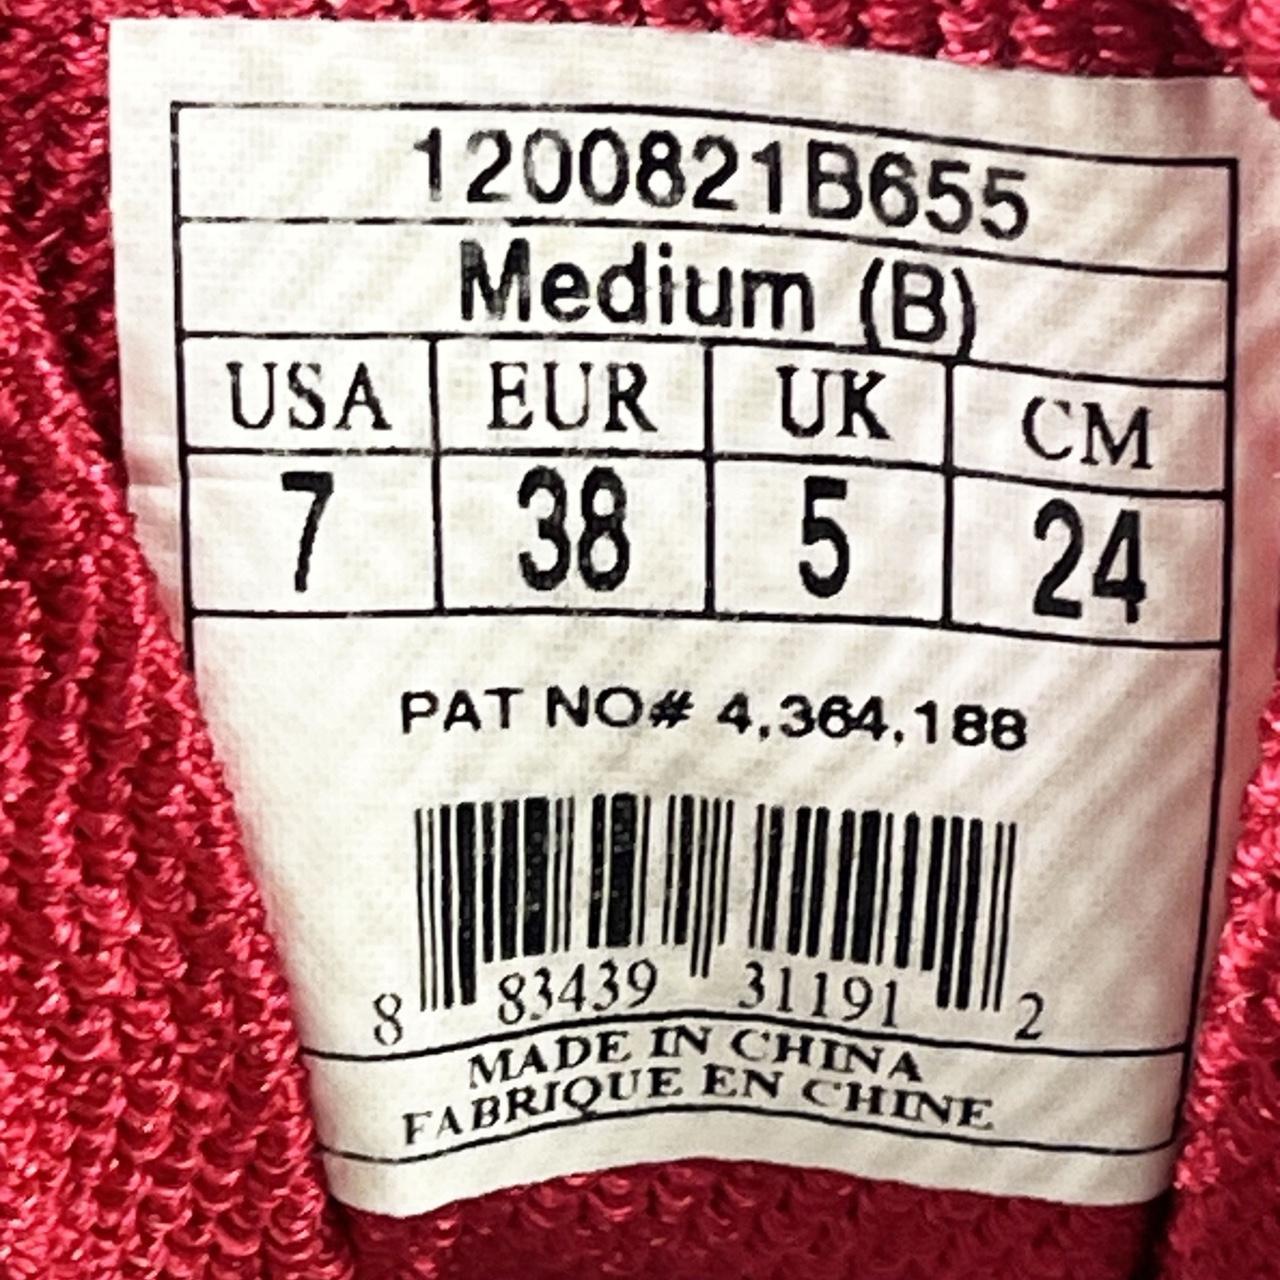 1200821B655
Medium (B)
USA EUR UK CM
7 38 5 24
PAT NO# 4,364,188
8 83439 31191 2
MADE IN CHINA
FABRIQUE EN CHINE